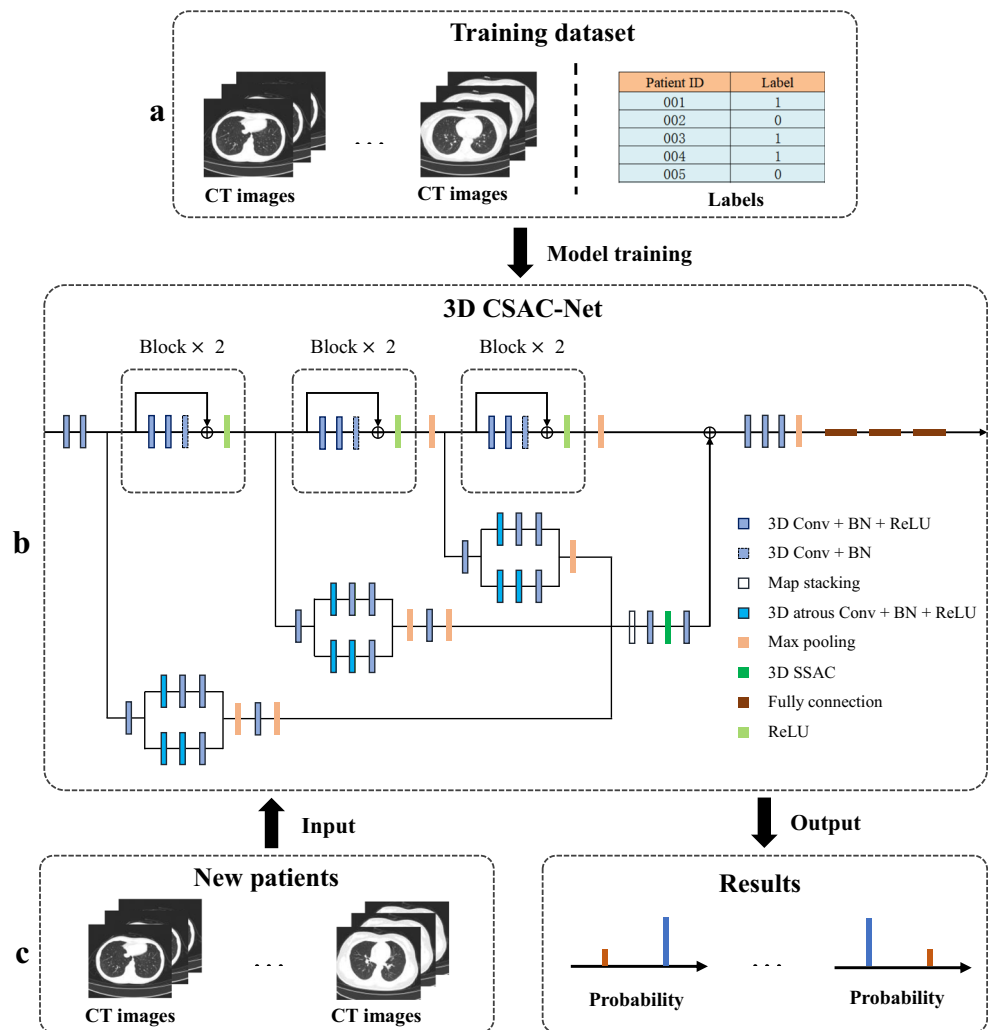 Training dataset
a
CT images
. . .
CT images
Patient ID Label
001 1
002 0
003 1
004 1
005 0
Labels
Model training
3D CSAC-Net
Block × 2
Block × 2
Block × 2
b
3D Conv + BN + ReLU
3D Conv + BN
Map stacking
3D atrous Conv + BN + ReLU
Max pooling
3D SSAC
Fully connection
ReLU
Input
Output
c
New patients
CT images
. . .
CT images
Results
Probability
. . .
Probability